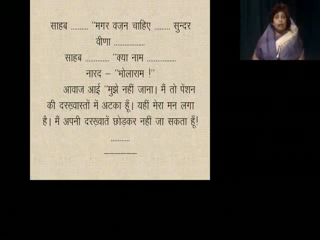 साहब ......... "मगर वज़न चाहिए ........ सुन्दर
वीणा ................
साहब ............. "क्या नाम ...............
नारद – "भोलाराम !"
आवाज आई "मुझे नहीं जाना। मैं तो पेंशन
की दरख्वास्तों में अटका हूँ। यहीं मेरा मन लगा
है। मैं अपनी दरख्वातें छोडकर नहीं जा सकता हूँ!
..........
..................